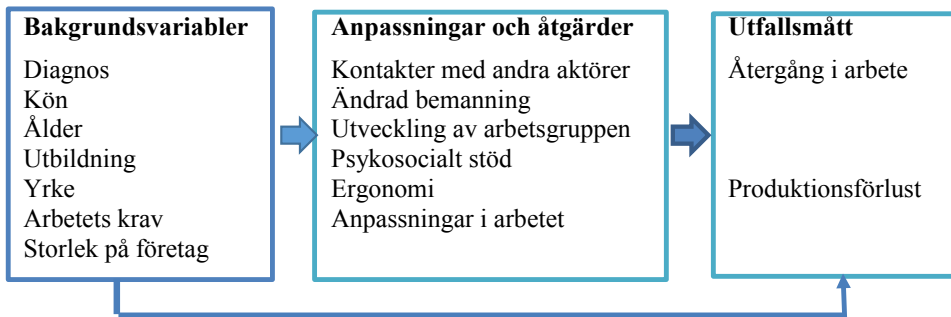 Bakgrundsvariabler
Diagnos
Kön
Ålder
Utbildning
Yrke
Arbetets krav
Storlek på företag
Anpassningar och åtgärder
Kontakter med andra aktörer
Ändrad bemanning
Utveckling av arbetsgruppen
Psykosocialt stöd
Ergonomi
Anpassningar i arbetet
Utfallsmått
Återgång i arbete
Produktionsförlust